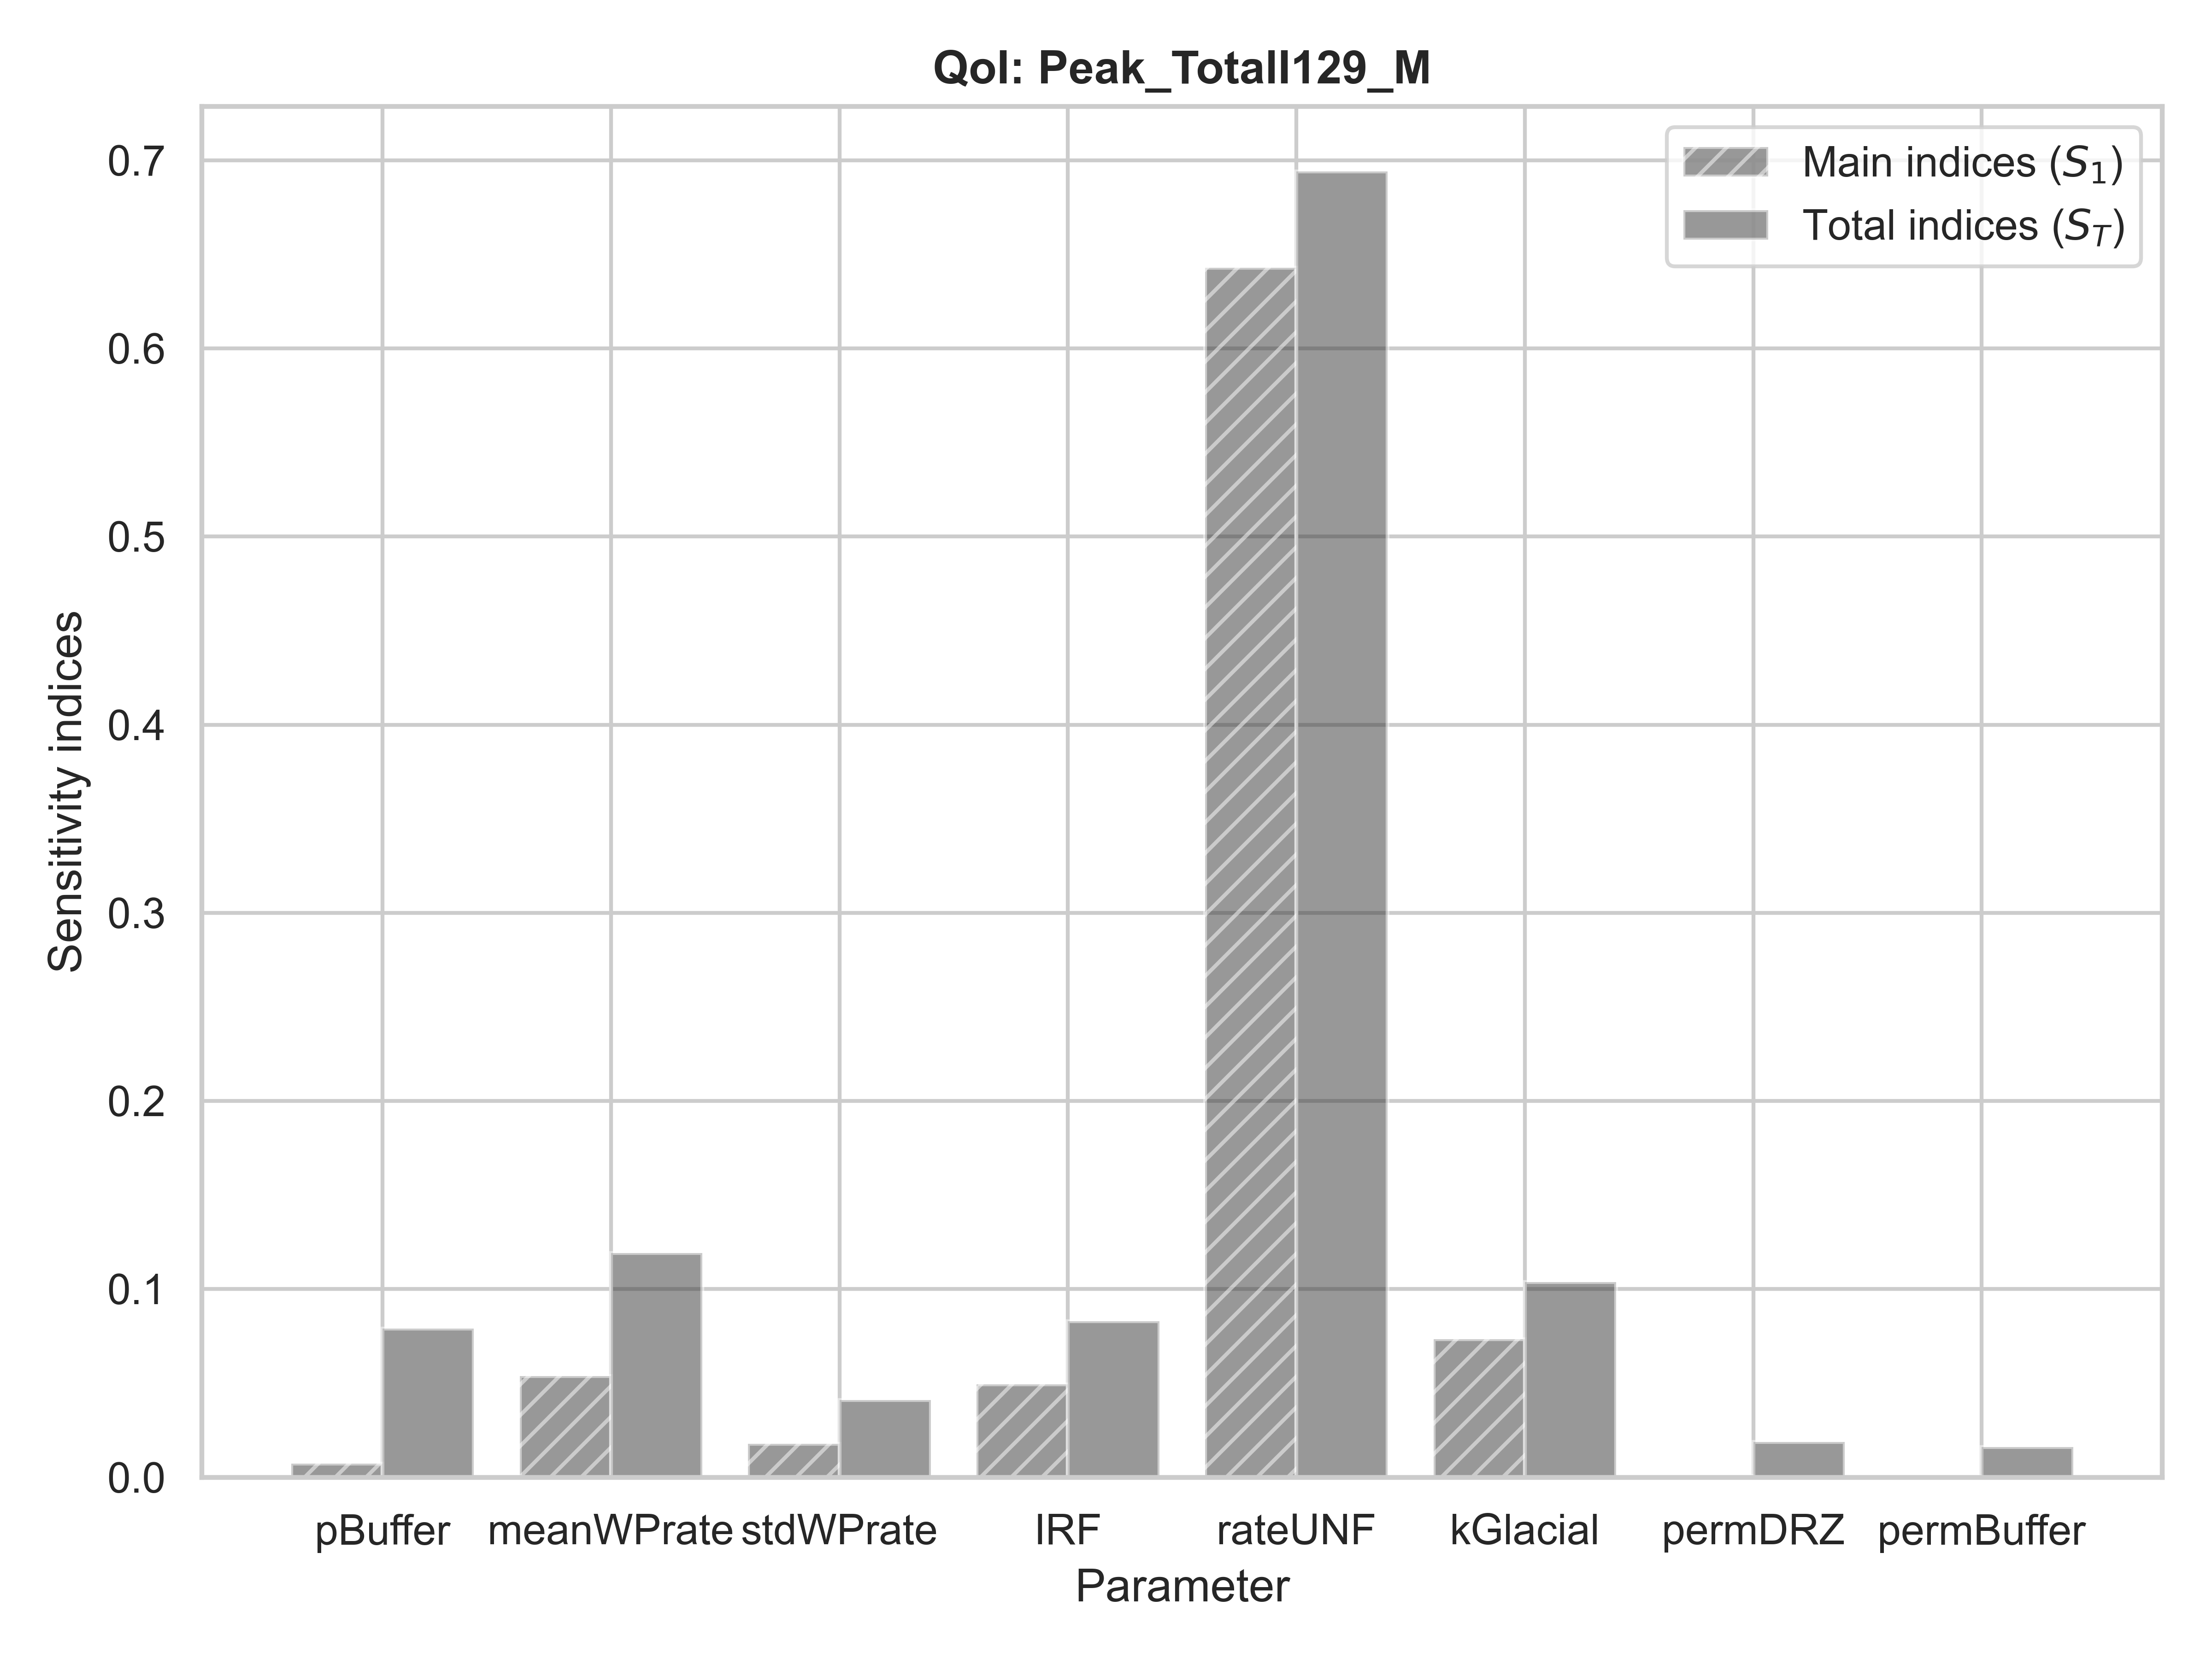 QoI: Peak_TotalI129_M
Main indices (S1)
Total indices (ST)
0.7
0.6
0.5
0.4
0.3
0.2
0.1
0.0
Sensitivity indices
pBuffer meanWPrate stdWPrate IRF rateUNF kGlacial permDRZ permBuffer
Parameter